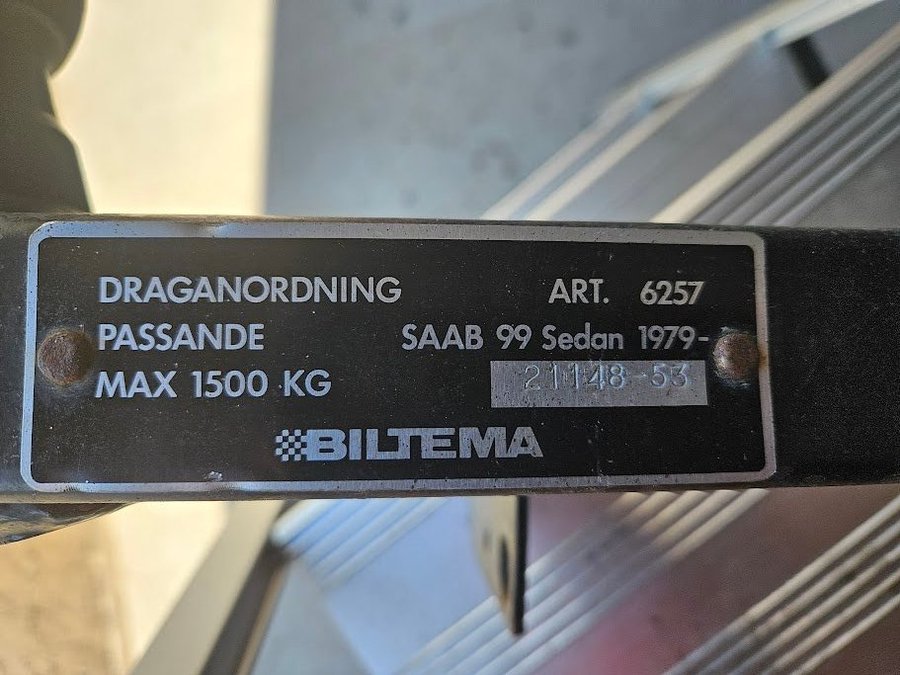 DRAGANORDNING ART. 6257
PASSANDE SAAB 99 Sedan 1979-
MAX 1500 KG 21148-53
BILTEMA